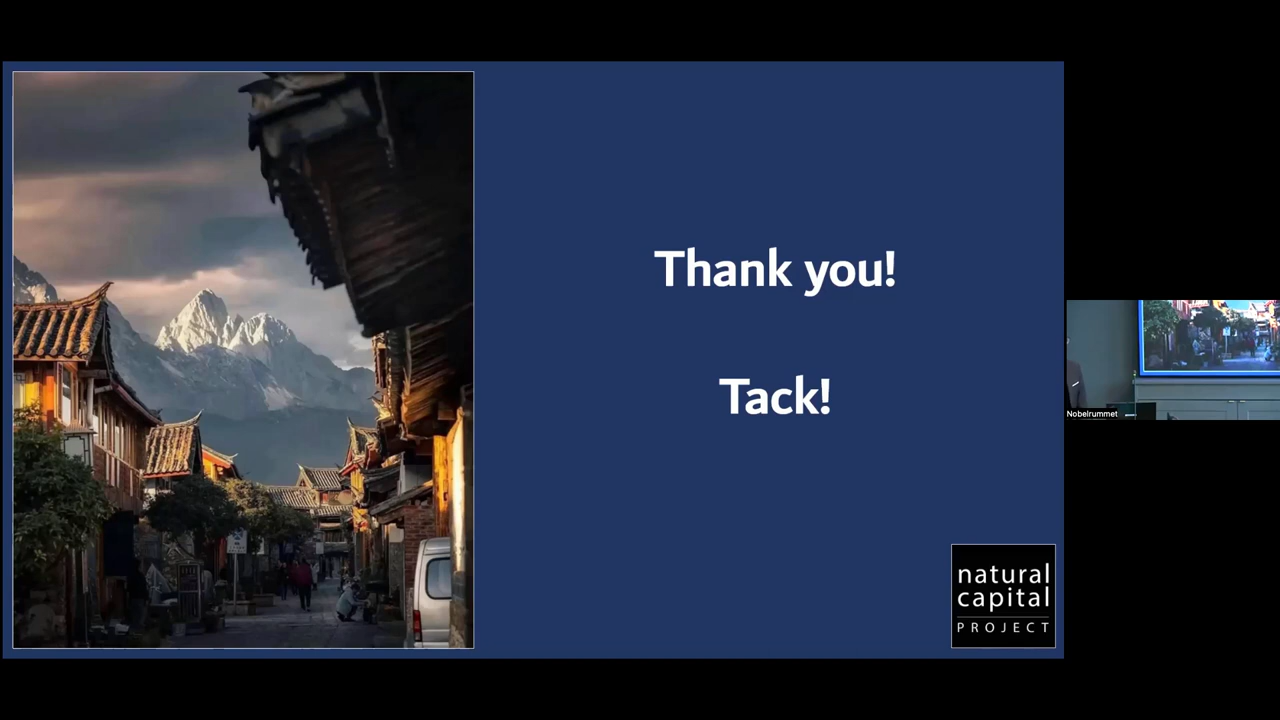 Thank you!
Tack!
natural
capital
PROJECT
Nobelrummet